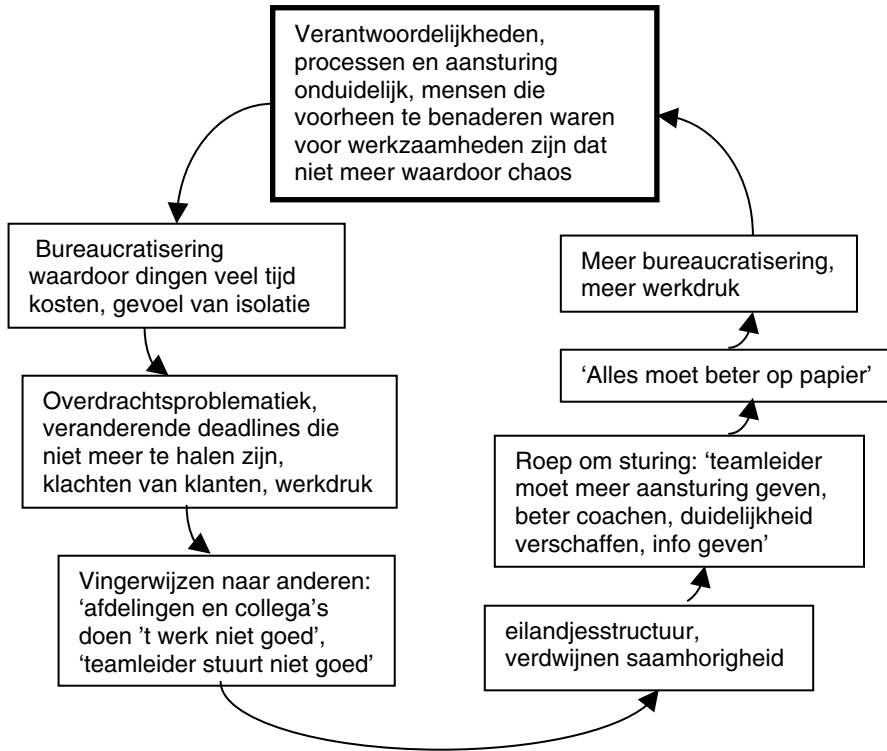 Verantwoordelijkheden,
processen en aansturing
onduidelijk, mensen die
voorheen te benaderen waren
voor werkzaamheden zijn dat
niet meer waardoor chaos
Bureaucratisering
waardoor dingen veel tijd
kosten, gevoel van isolatie
Overdrachtsproblematiek,
veranderende deadlines die
niet meer te halen zijn,
klachten van klanten, werkdruk
Vingerwijzen naar anderen:
‘afdelingen en collega’s
doen ’t werk niet goed’,
‘teamleider stuurt niet goed’
eilandjesstructuur,
verdwijnen saamhorigheid
Roep om sturing: ‘teamleider
moet meer aansturing geven,
beter coachen, duidelijkheid
verschaffen, info geven’
‘Alles moet beter op papier’
Meer bureaucratisering,
meer werkdruk